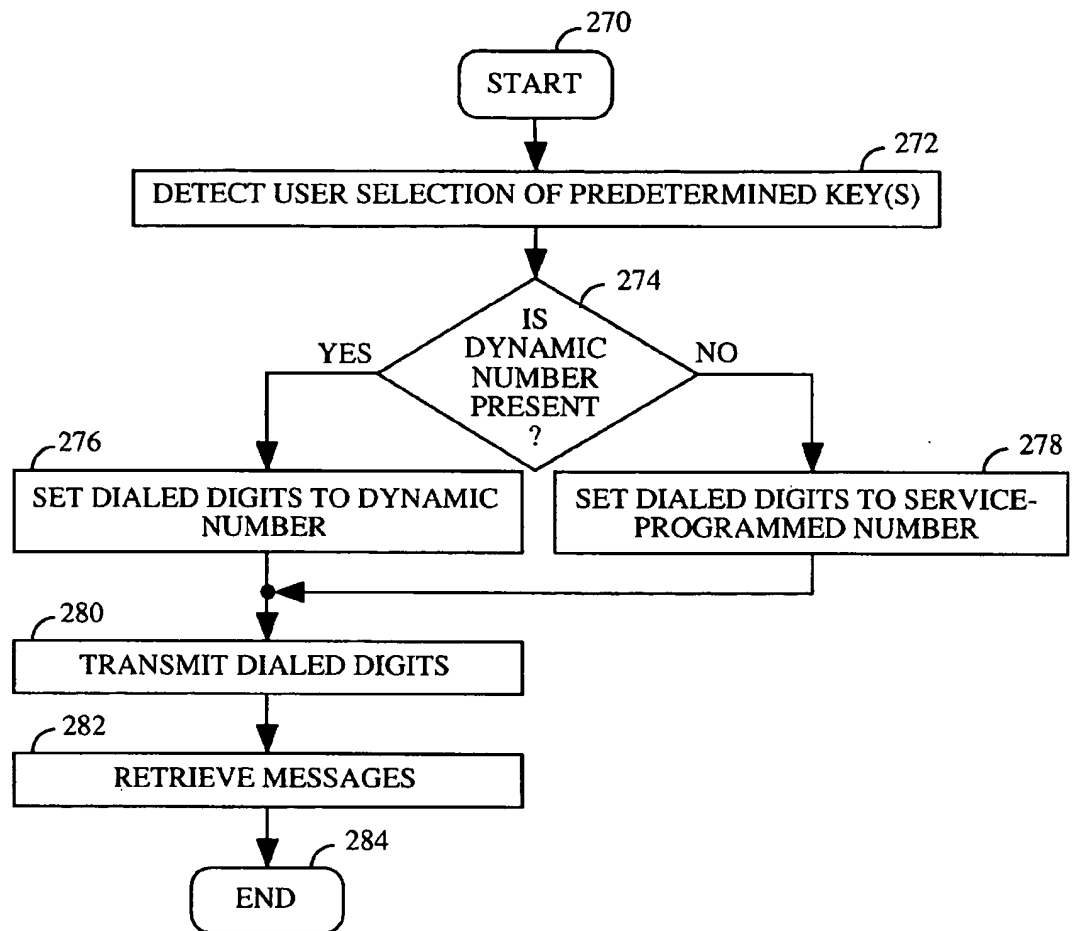 270
START
272
DETECT USER SELECTION OF PREDETERMINED KEY(S)
274
IS
DYNAMIC
NUMBER
PRESENT
?
YES
NO
276
SET DIALED DIGITS TO DYNAMIC
NUMBER
278
SET DIALED DIGITS TO SERVICE-
PROGRAMMED NUMBER
280
TRANSMIT DIALED DIGITS
282
RETRIEVE MESSAGES
284
END